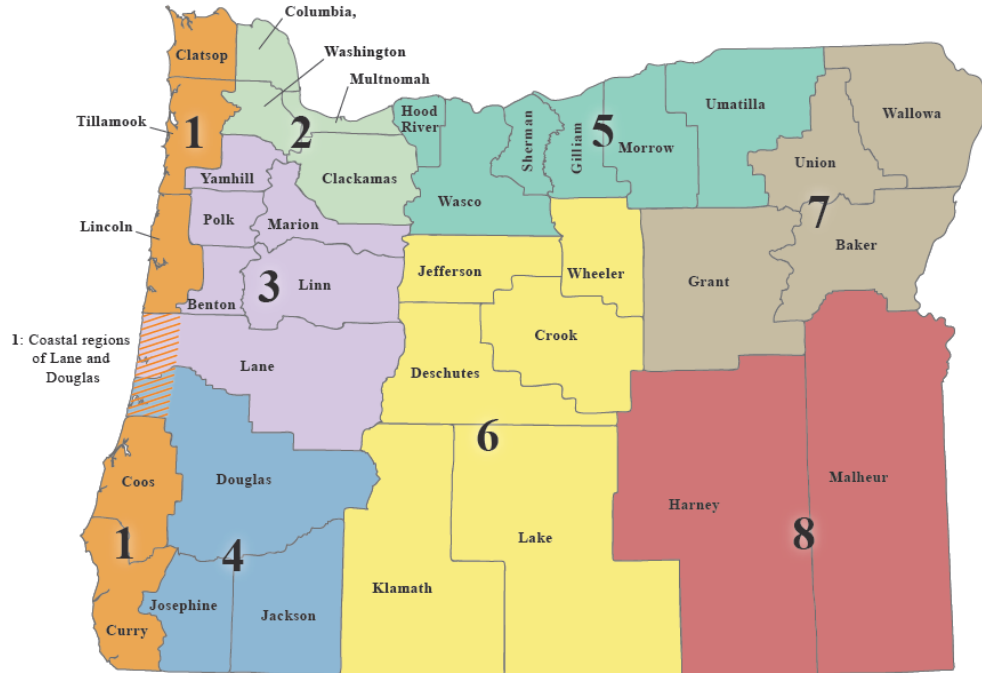 Columbia,
Washington
Multnomah
Clatsop
Tillamook
1
2
Hood
River
Sherman
Gilliam
5
Morrow
Umatilla
Wallowa
Union
7
Yamhill
Clackamas
Wasco
Polk
Marion
Lincoln
Baker
Jefferson
Wheeler
Grant
3
Linn
Benton
1: Coastal regions
of Lane and
Douglas
Lane
Crook
Deschutes
6
Coos
Douglas
Malheur
Harney
8
1
4
Lake
Klamath
Josephine
Jackson
Curry